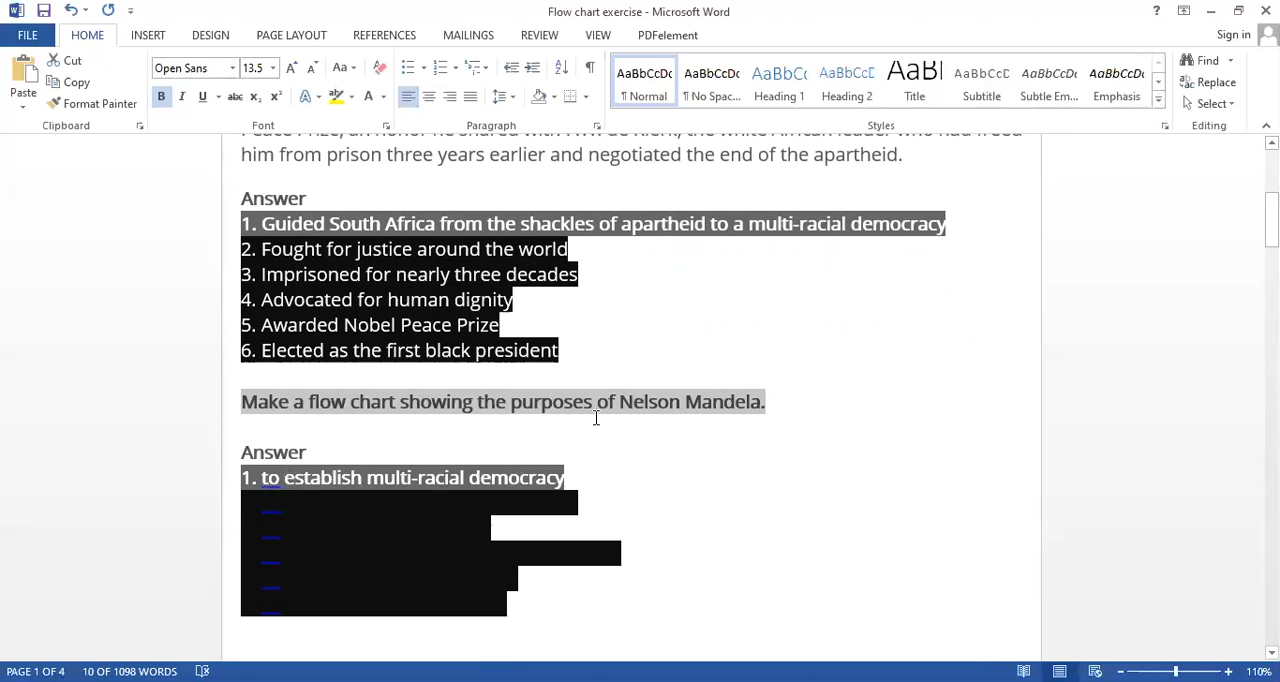 Flow chart exercise - Microsoft Word
FILE HOME INSERT DESIGN PAGE LAYOUT REFERENCES MAILINGS REVIEW VIEW PDFelement Sign in
Cut
Copy
Format Painter
Paste
Clipboard
Open Sans 13.5
Font
Paragraph
AaBbCcDc AaBbCcDc AaBbCc AaBbCcDc AaBI AaBbCcDc AaBbCcDc AaBbCcDc
¶ Normal ¶ No Spac... Heading 1 Heading 2 Title Subtitle Subtle Em... Emphasis
Styles
Find
Replace
Select
Editing
him from prison three years earlier and negotiated the end of the apartheid.
Answer
1. Guided South Africa from the shackles of apartheid to a multi-racial democracy
2. Fought for justice around the world
3. Imprisoned for nearly three decades
4. Advocated for human dignity
5. Awarded Nobel Peace Prize
6. Elected as the first black president
Make a flow chart showing the purposes of Nelson Mandela.
Answer
1. to establish multi-racial democracy
PAGE 1 OF 4 10 OF 1098 WORDS 110%